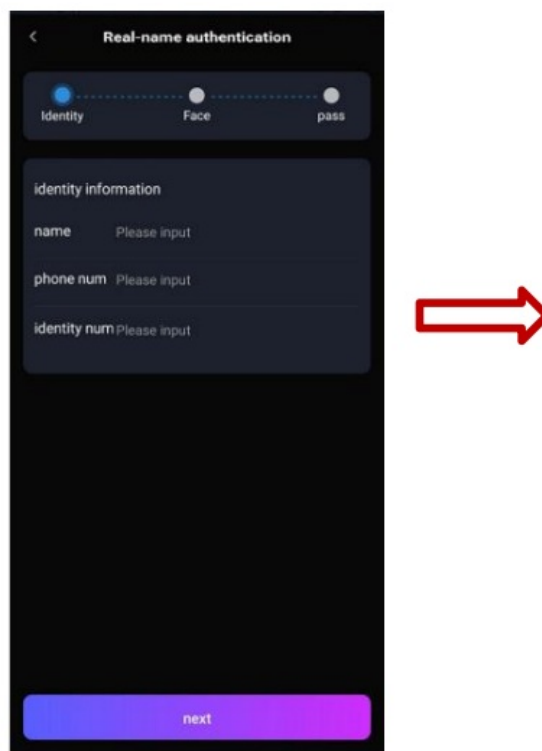 Real-name authentication
Identity Face pass
identity information
name Please input
phone num Please input
identity num Please input
next